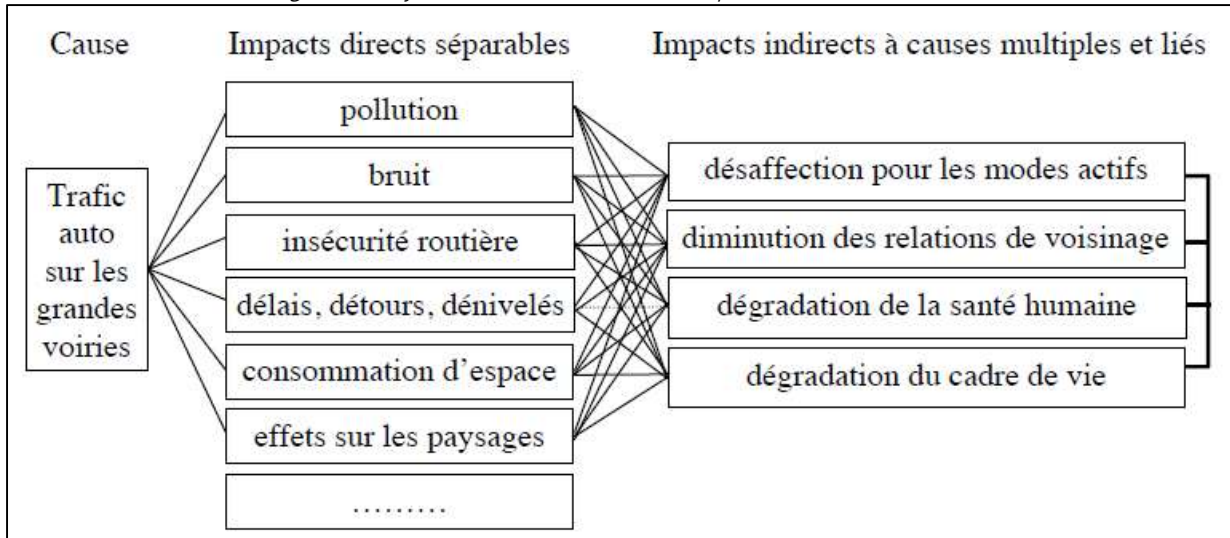 Cause
Impacts directs séparables
Impacts indirects à causes multiples et liés
Trafic
auto
sur les
grandes
voiries
pollution
bruit
insécurité routière
délais, détours, dénivelés
consommation d'espace
effets sur les paysages
………
désaffection pour les modes actifs
diminution des relations de voisinage
dégradation de la santé humaine
dégradation du cadre de vie